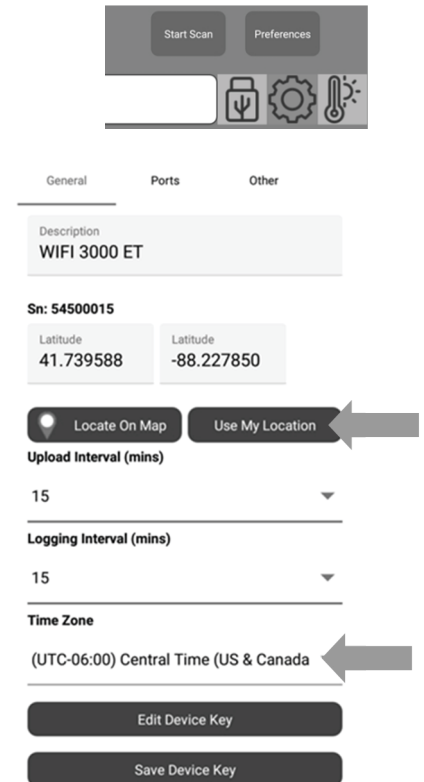 Start Scan Preferences
General Ports Other
Description
WIFI 3000 ET
Sn: 54500015
Latitude Latitude
41.739588 -88.227850
Locate On Map Use My Location
Upload Interval (mins)
15
Logging Interval (mins)
15
Time Zone
(UTC-06:00) Central Time (US & Canada
Edit Device Key
Save Device Key